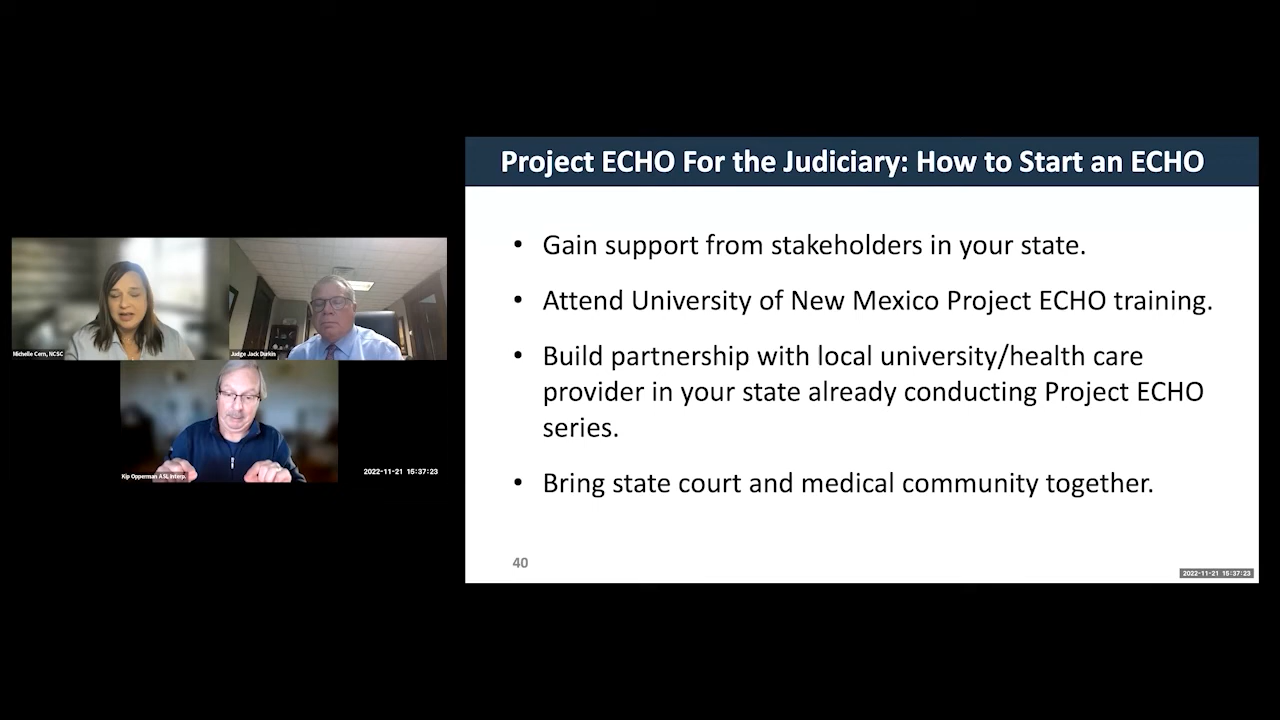 Project ECHO For the Judiciary: How to Start an ECHO
• Gain support from stakeholders in your state.
• Attend University of New Mexico Project ECHO training.
• Build partnership with local university/health care
provider in your state already conducting Project ECHO
series.
• Bring state court and medical community together.
40
2022-11-21 15:37:23
Michelle Cern, NCSC
Judge Jack Durkin
Kip Opperman ASL Interp.
2022-11-21 15:37:23